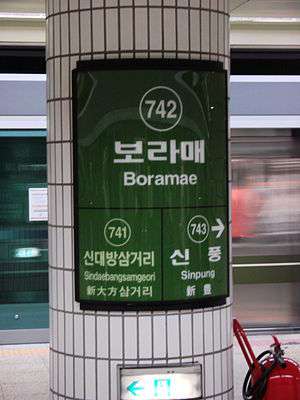 742
보라매
Boramae
741
신대방삼거리
Sindaebangsamgeori
新大方삼거리
743 →
신풍
Sinpung
新豊
←